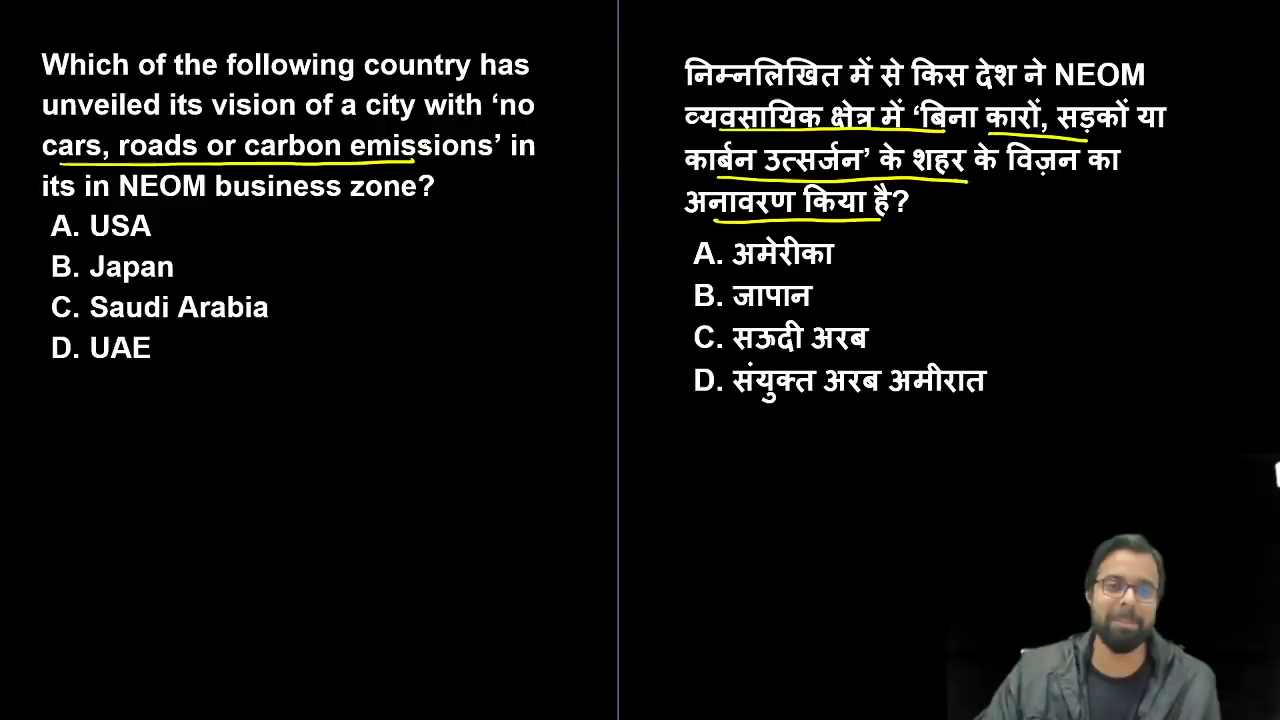 Which of the following country has
unveiled its vision of a city with ‘no
cars, roads or carbon emissions’ in
its in NEOM business zone?
A. USA
B. Japan
C. Saudi Arabia
D. UAE
निम्नलिखित में से किस देश ने NEOM
व्यवसायिक क्षेत्र में ‘बिना कारों, सड़कों या
कार्बन उत्सर्जन’ के शहर के विज़न का
अनावरण किया है?
A. अमेरीका
B. जापान
C. सऊदी अरब
D. संयुक्त अरब अमीरात